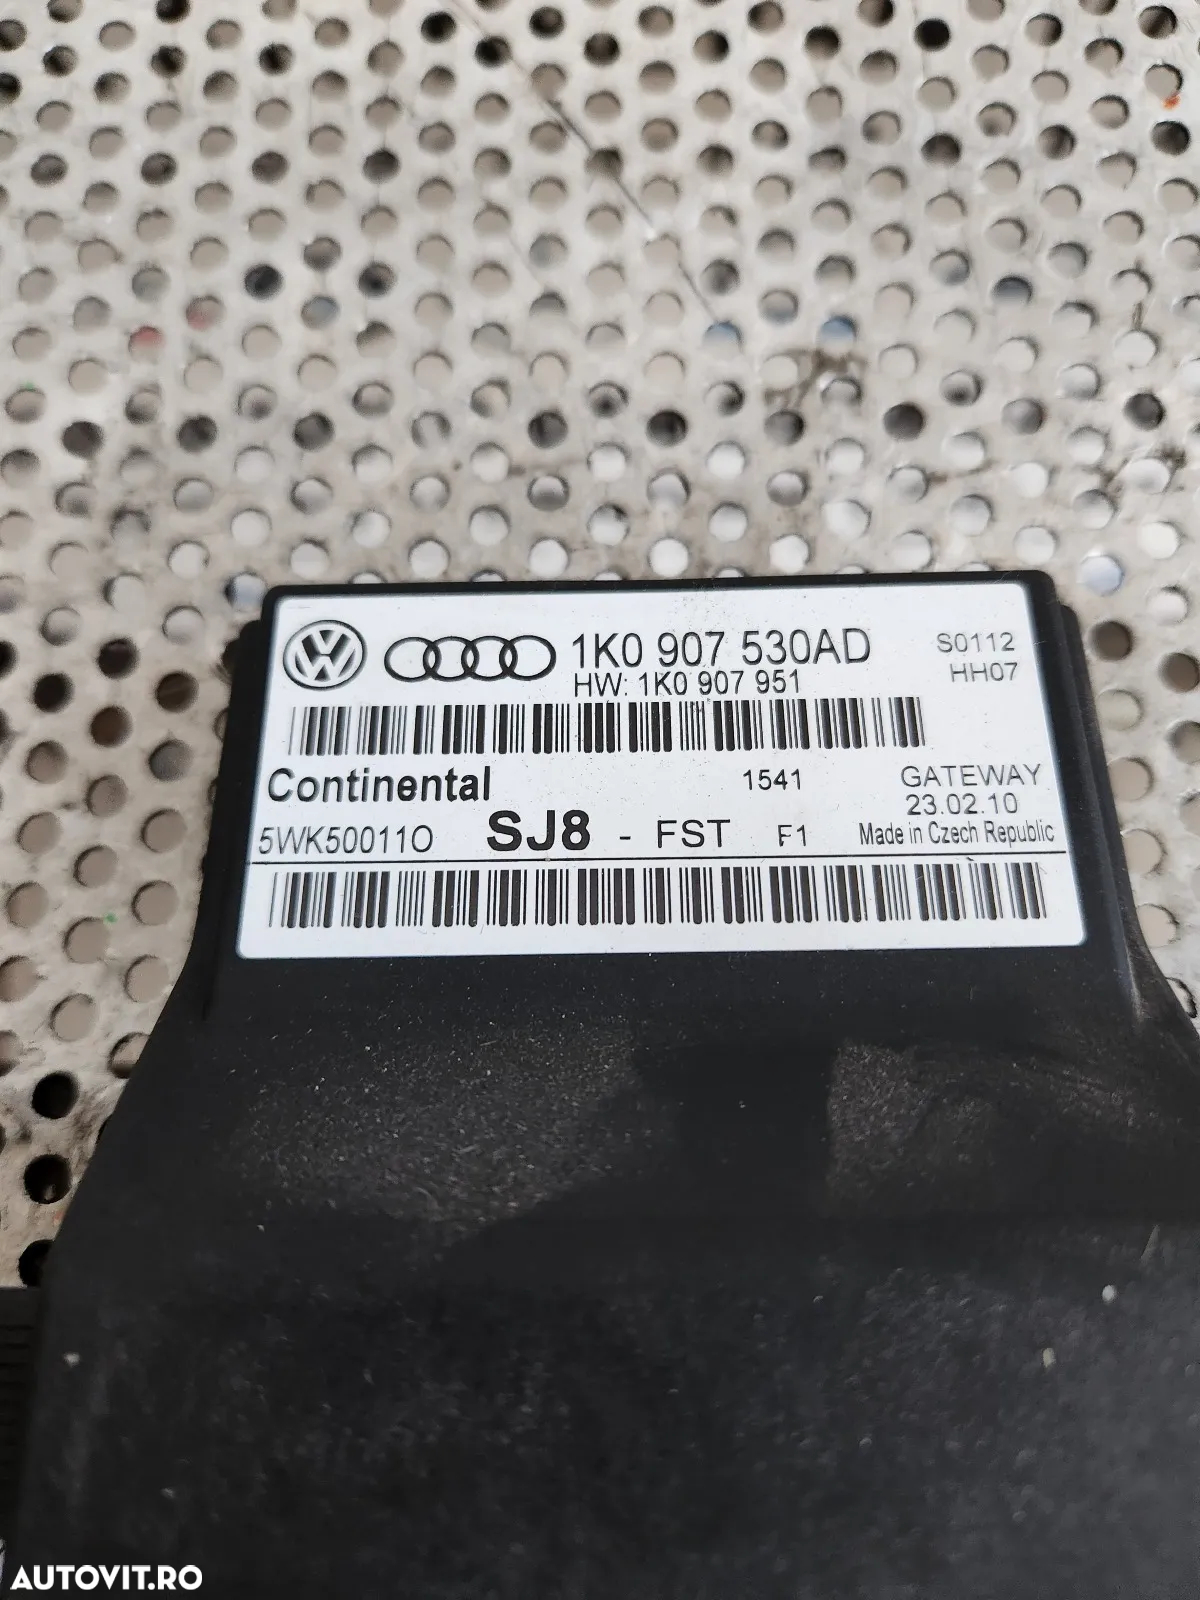 1K0 907 530AD S0112
HW: 1K0 907 951 HH07
Continental 1541 GATEWAY
23.02.10
5WK50011O SJ8 - FST F1 Made in Czech Republic
AUTOVIT.RO